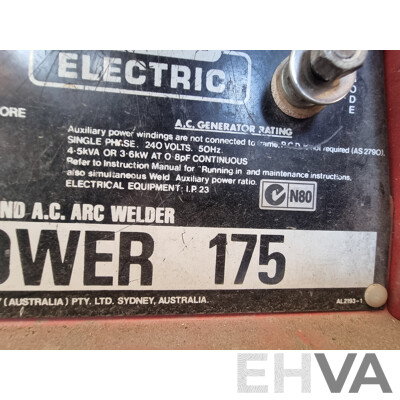 ELECTRIC
ORE
ODE
A.C. GENERATOR RATING
Auxiliary power windings are not connected to frame. R.C.D. is not required (AS 2790).
SINGLE PHASE. 240 VOLTS. 50Hz.
4·5kVA OR 3·6kW AT 0·8pF CONTINUOUS
Refer to Instruction Manual for "Running in and maintenance instructions.
also simultaneous Weld Auxiliary power ratio.
ELECTRICAL EQUIPMENT: I.P.23
N80
ND A.C. ARC WELDER
OWER 175
Y (AUSTRALIA) PTY. LTD. SYDNEY, AUSTRALIA.
AL2193-1
EHVA